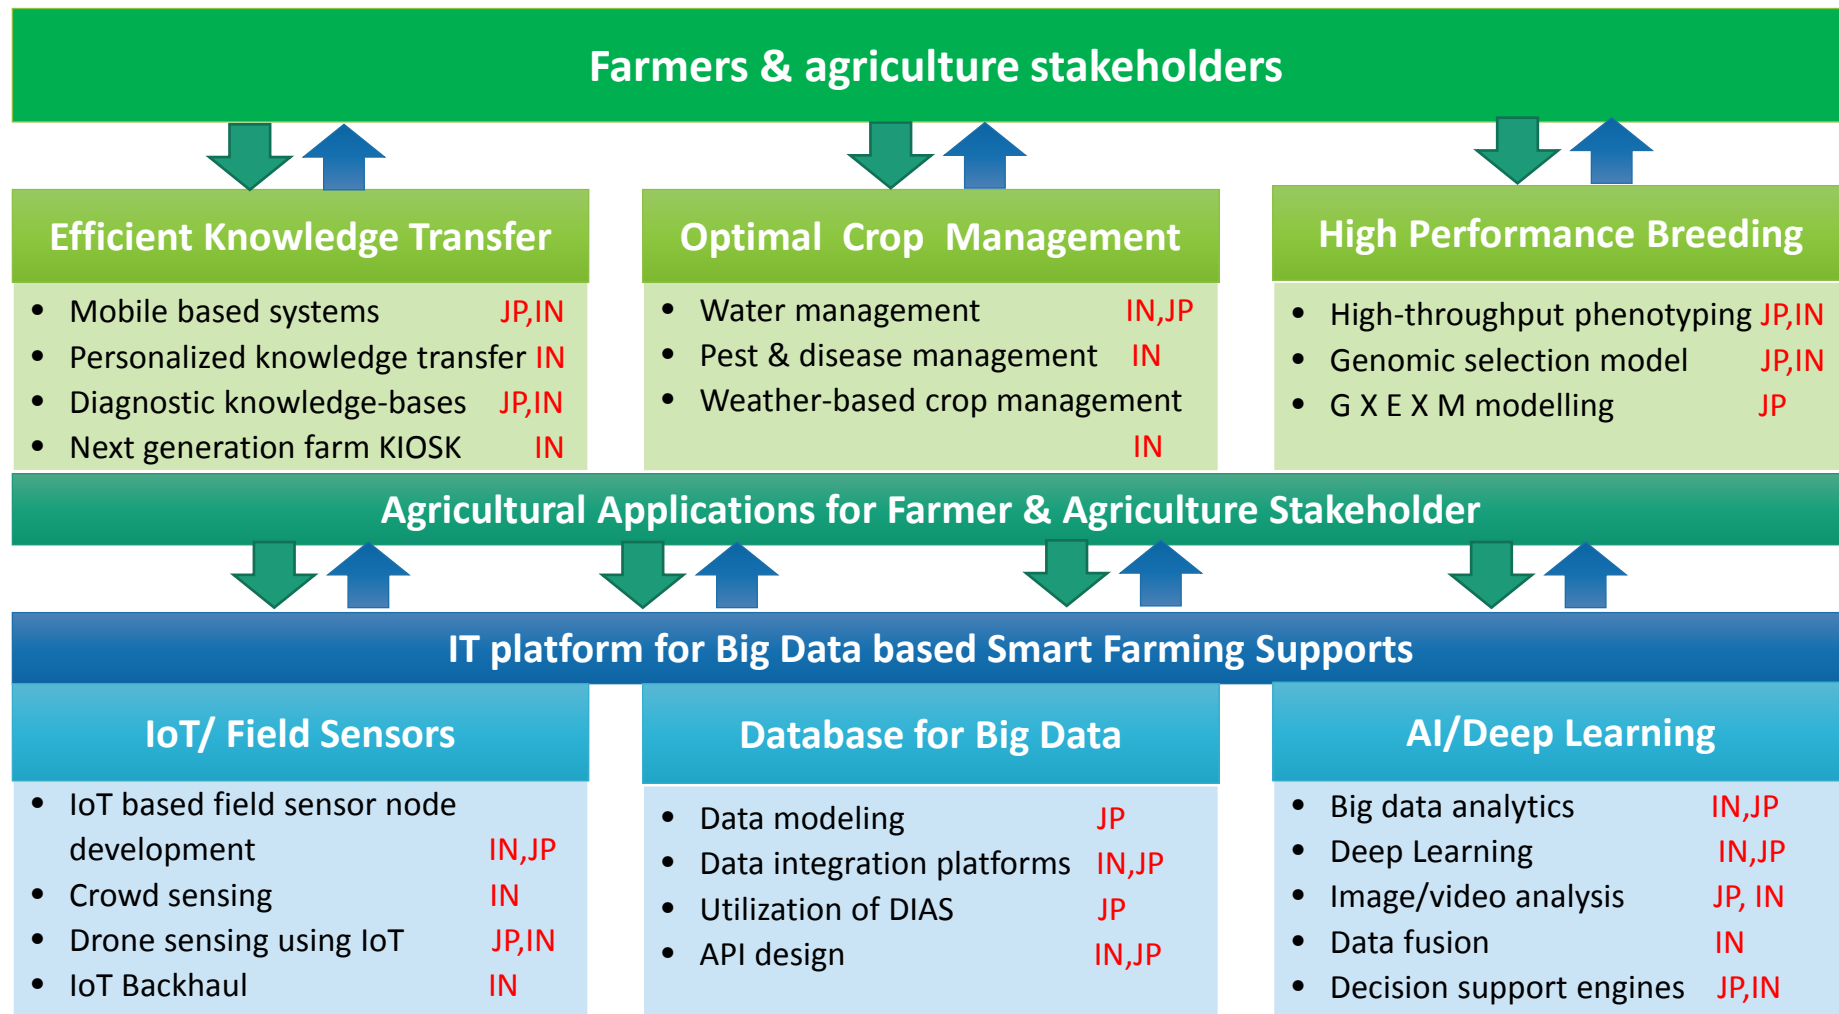 Farmers & agriculture stakeholders
Efficient Knowledge Transfer
• Mobile based systems JP,IN
• Personalized knowledge transfer IN
• Diagnostic knowledge-bases JP,IN
• Next generation farm KIOSK IN
Optimal Crop Management
• Water management IN,JP
• Pest & disease management IN
• Weather-based crop management
IN
High Performance Breeding
• High-throughput phenotyping JP,IN
• Genomic selection model JP,IN
• G X E X M modelling JP
Agricultural Applications for Farmer & Agriculture Stakeholder
IT platform for Big Data based Smart Farming Supports
IoT/ Field Sensors
• IoT based field sensor node
development IN,JP
• Crowd sensing IN
• Drone sensing using IoT JP,IN
• IoT Backhaul IN
Database for Big Data
• Data modeling JP
• Data integration platforms IN,JP
• Utilization of DIAS JP
• API design IN,JP
AI/Deep Learning
• Big data analytics IN,JP
• Deep Learning IN,JP
• Image/video analysis JP, IN
• Data fusion IN
• Decision support engines JP,IN